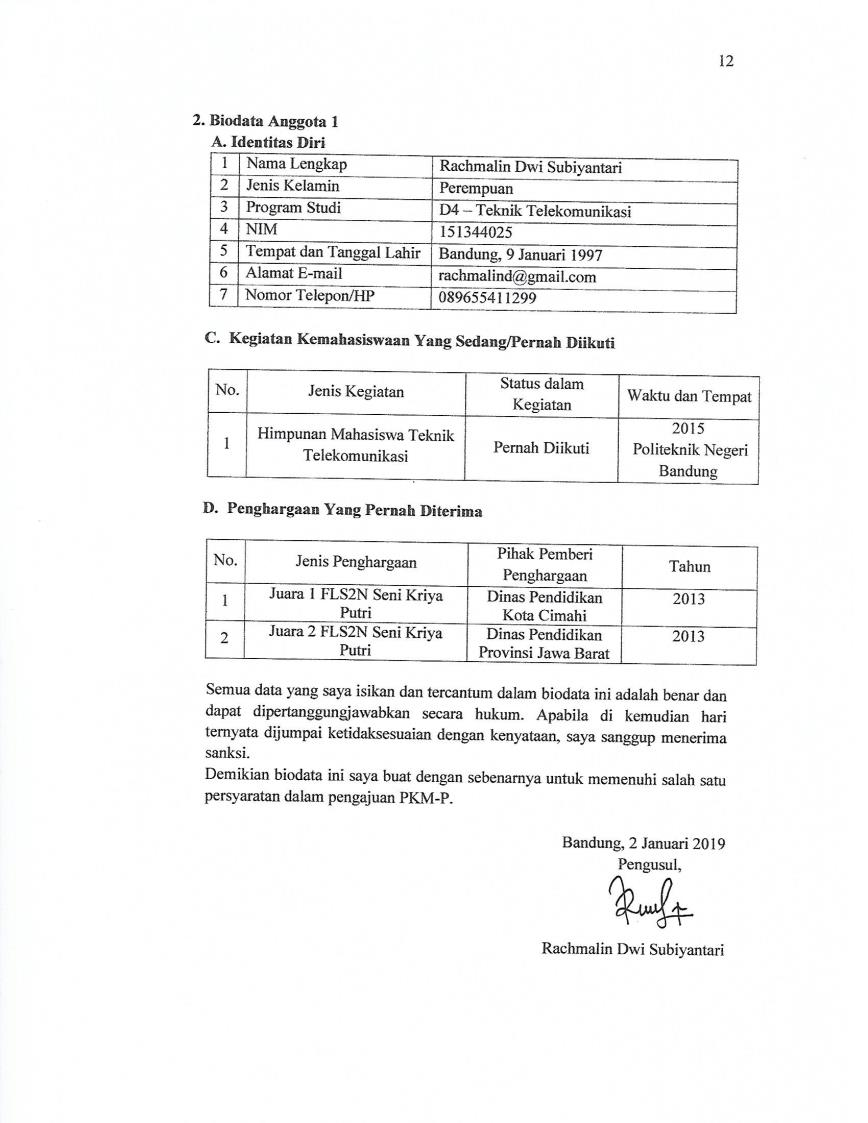 12
2. Biodata Anggota 1
A. Identitas Diri
1 Nama Lengkap Rachmalin Dwi Subiyantari
2 Jenis Kelamin Perempuan
3 Program Studi D4 – Teknik Telekomunikasi
4 NIM 151344025
5 Tempat dan Tanggal Lahir Bandung, 9 Januari 1997
6 Alamat E-mail rachmalind@gmail.com
7 Nomor Telepon/HP 089655411299
C. Kegiatan Kemahasiswaan Yang Sedang/Pernah Diikuti
No. Jenis Kegiatan Status dalam Kegiatan Waktu dan Tempat
1 Himpunan Mahasiswa Teknik Telekomunikasi Pernah Diikuti 2015 Politeknik Negeri Bandung
D. Penghargaan Yang Pernah Diterima
No. Jenis Penghargaan Pihak Pemberi Penghargaan Tahun
1 Juara 1 FLS2N Seni Kriya Putri Dinas Pendidikan Kota Cimahi 2013
2 Juara 2 FLS2N Seni Kriya Putri Dinas Pendidikan Provinsi Jawa Barat 2013
Semua data yang saya isikan dan tercantum dalam biodata ini adalah benar dan
dapat dipertanggungjawabkan secara hukum. Apabila di kemudian hari
ternyata dijumpai ketidaksesuaian dengan kenyataan, saya sanggup menerima
sanksi.
Demikian biodata ini saya buat dengan sebenarnya untuk memenuhi salah satu
persyaratan dalam pengajuan PKM-P.
Bandung, 2 Januari 2019
Pengusul,
Rachmalin Dwi Subiyantari